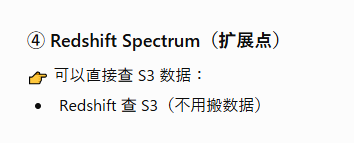 ④ Redshift Spectrum（扩展点）
👉 可以直接查 S3 数据：
• Redshift 查 S3（不用搬数据）